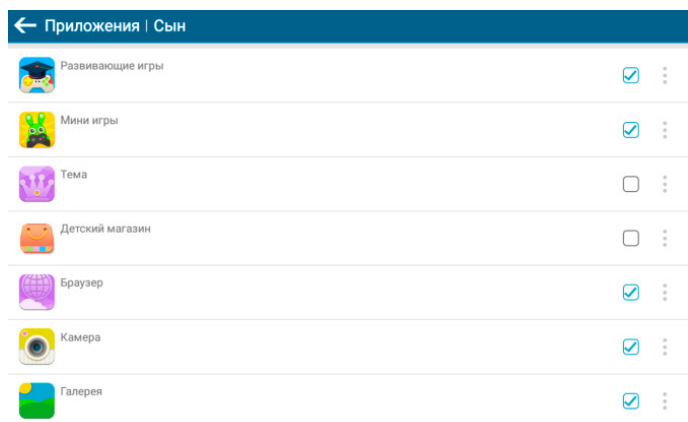 Приложения | Сын
Развивающие игры
Мини игры
Тема
Детский магазин
Браузер
Камера
Галерея